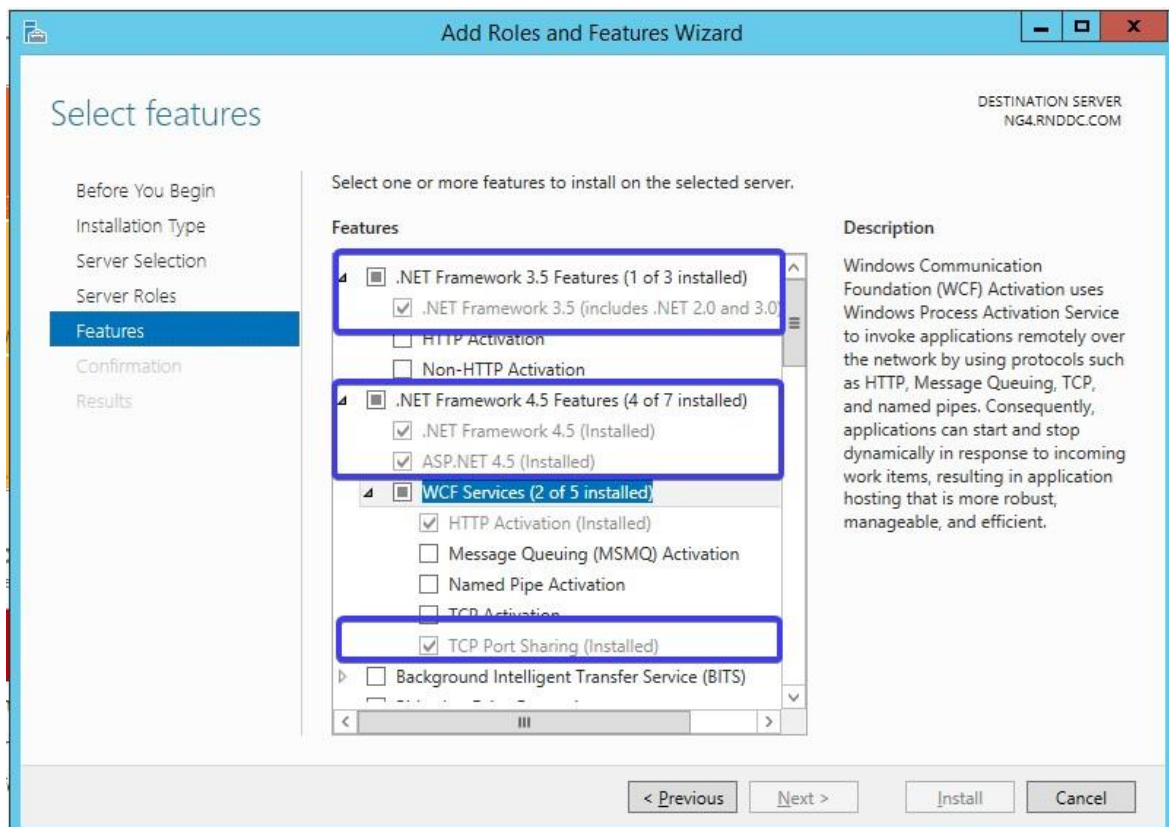 Add Roles and Features Wizard
Select features
DESTINATION SERVER
NG4.RNDDC.COM
Before You Begin
Installation Type
Server Selection
Server Roles
Features
Confirmation
Results
Select one or more features to install on the selected server.
Features
.NET Framework 3.5 Features (1 of 3 installed)
.NET Framework 3.5 (includes .NET 2.0 and 3.0)
HTTP Activation
Non-HTTP Activation
.NET Framework 4.5 Features (4 of 7 installed)
.NET Framework 4.5 (Installed)
ASP.NET 4.5 (Installed)
WCF Services (2 of 5 installed)
HTTP Activation (Installed)
Message Queuing (MSMQ) Activation
Named Pipe Activation
TCP Activation
TCP Port Sharing (Installed)
Background Intelligent Transfer Service (BITS)
Description
Windows Communication
Foundation (WCF) Activation uses
Windows Process Activation Service
to invoke applications remotely over
the network by using protocols such
as HTTP, Message Queuing, TCP,
and named pipes. Consequently,
applications can start and stop
dynamically in response to incoming
work items, resulting in application
hosting that is more robust,
manageable, and efficient.
< Previous
Next >
Install
Cancel